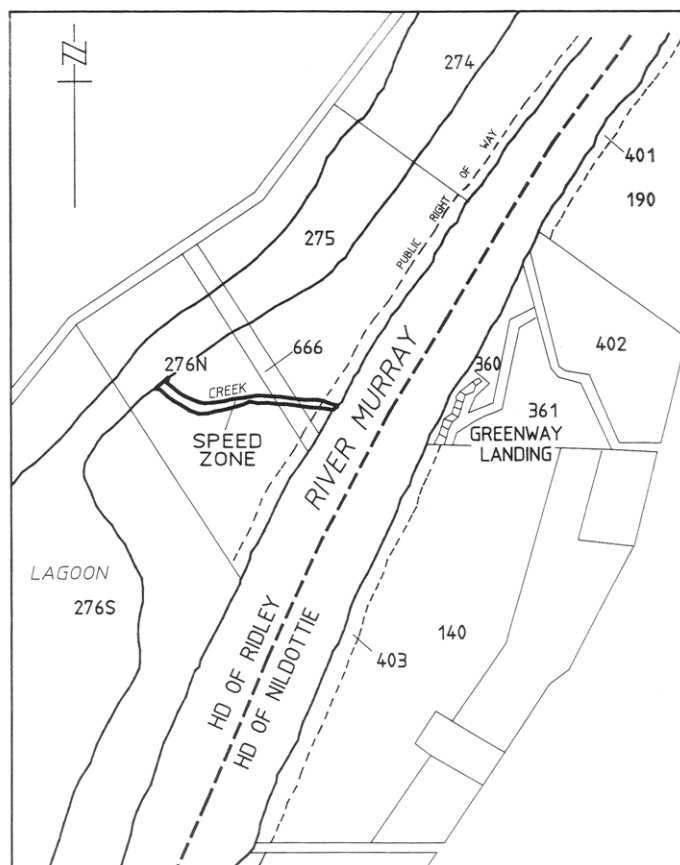 N
274
401
190
PUBLIC RIGHT OF WAY
275
276N
666
360
402
CREEK
361
SPEED
ZONE
GREENWAY
LANDING
RIVER MURRAY
LAGOON
276S
HD OF RIDLEY
HD OF NILDOTTIE
140
403